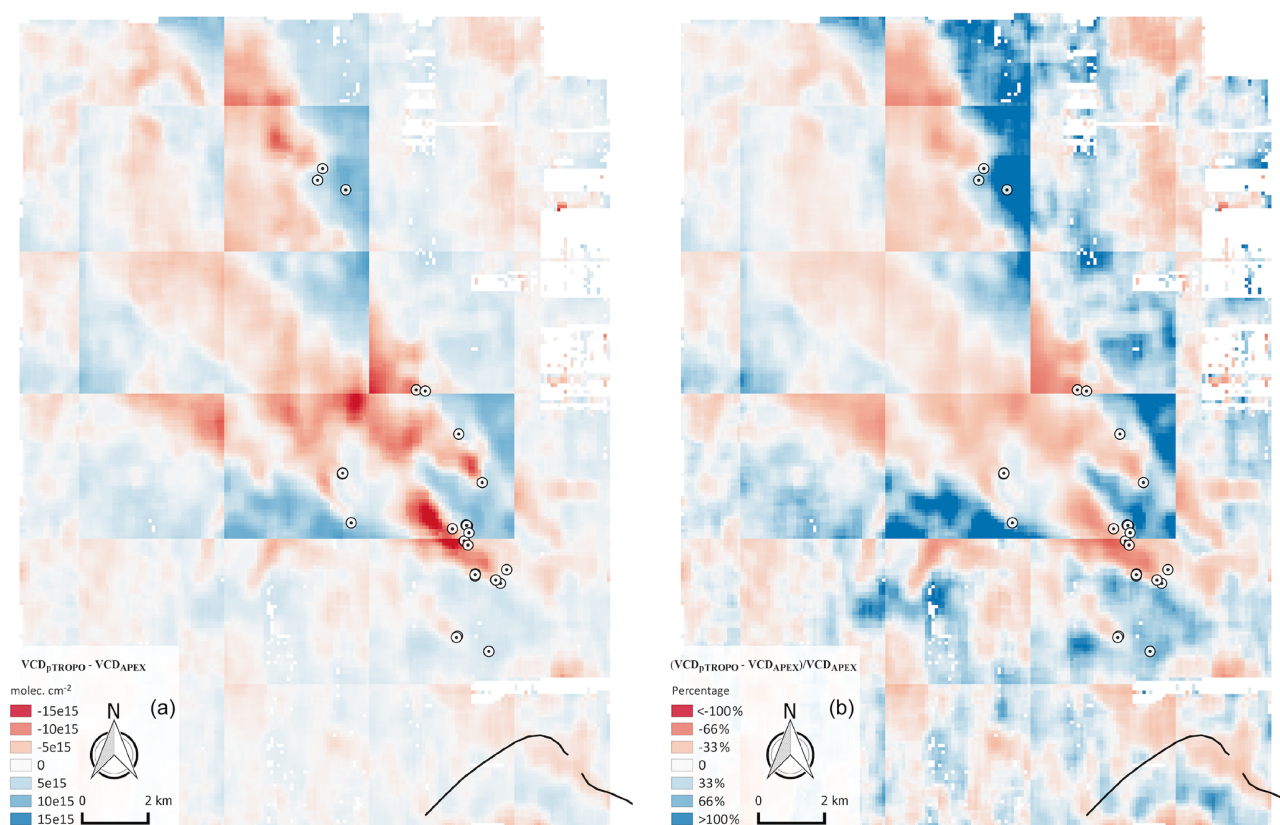 VCDpTROPO - VCDAPEX
molec. cm-2
-15e15
-10e15
-5e15
0
5e15
10e15
15e15
N
(a)
0 2 km
(VCDpTROPO - VCDAPEX)/VCDAPEX
Percentage
<-100%
-66%
-33%
0
33%
66%
>100%
N
(b)
0 2 km